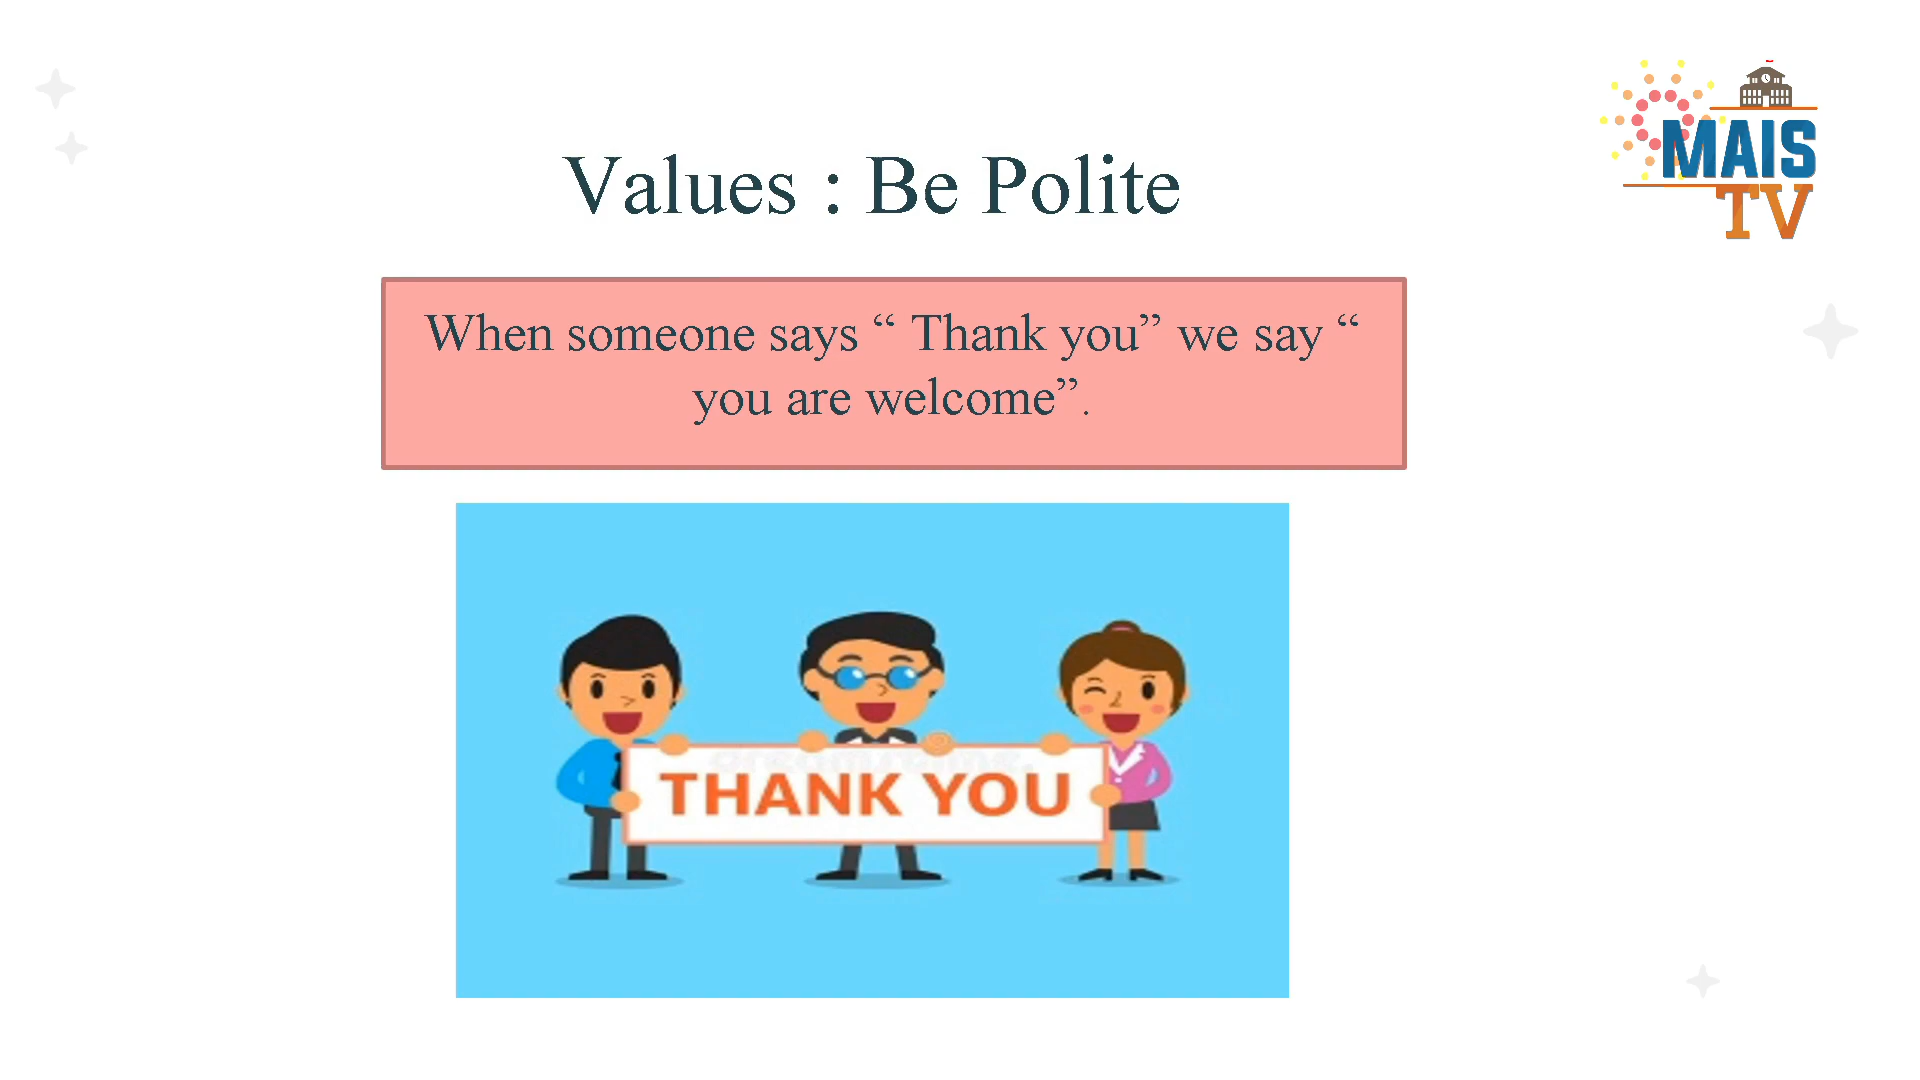 MAIS
TV
Values : Be Polite
When someone says “ Thank you” we say “
you are welcome”.
THANK YOU